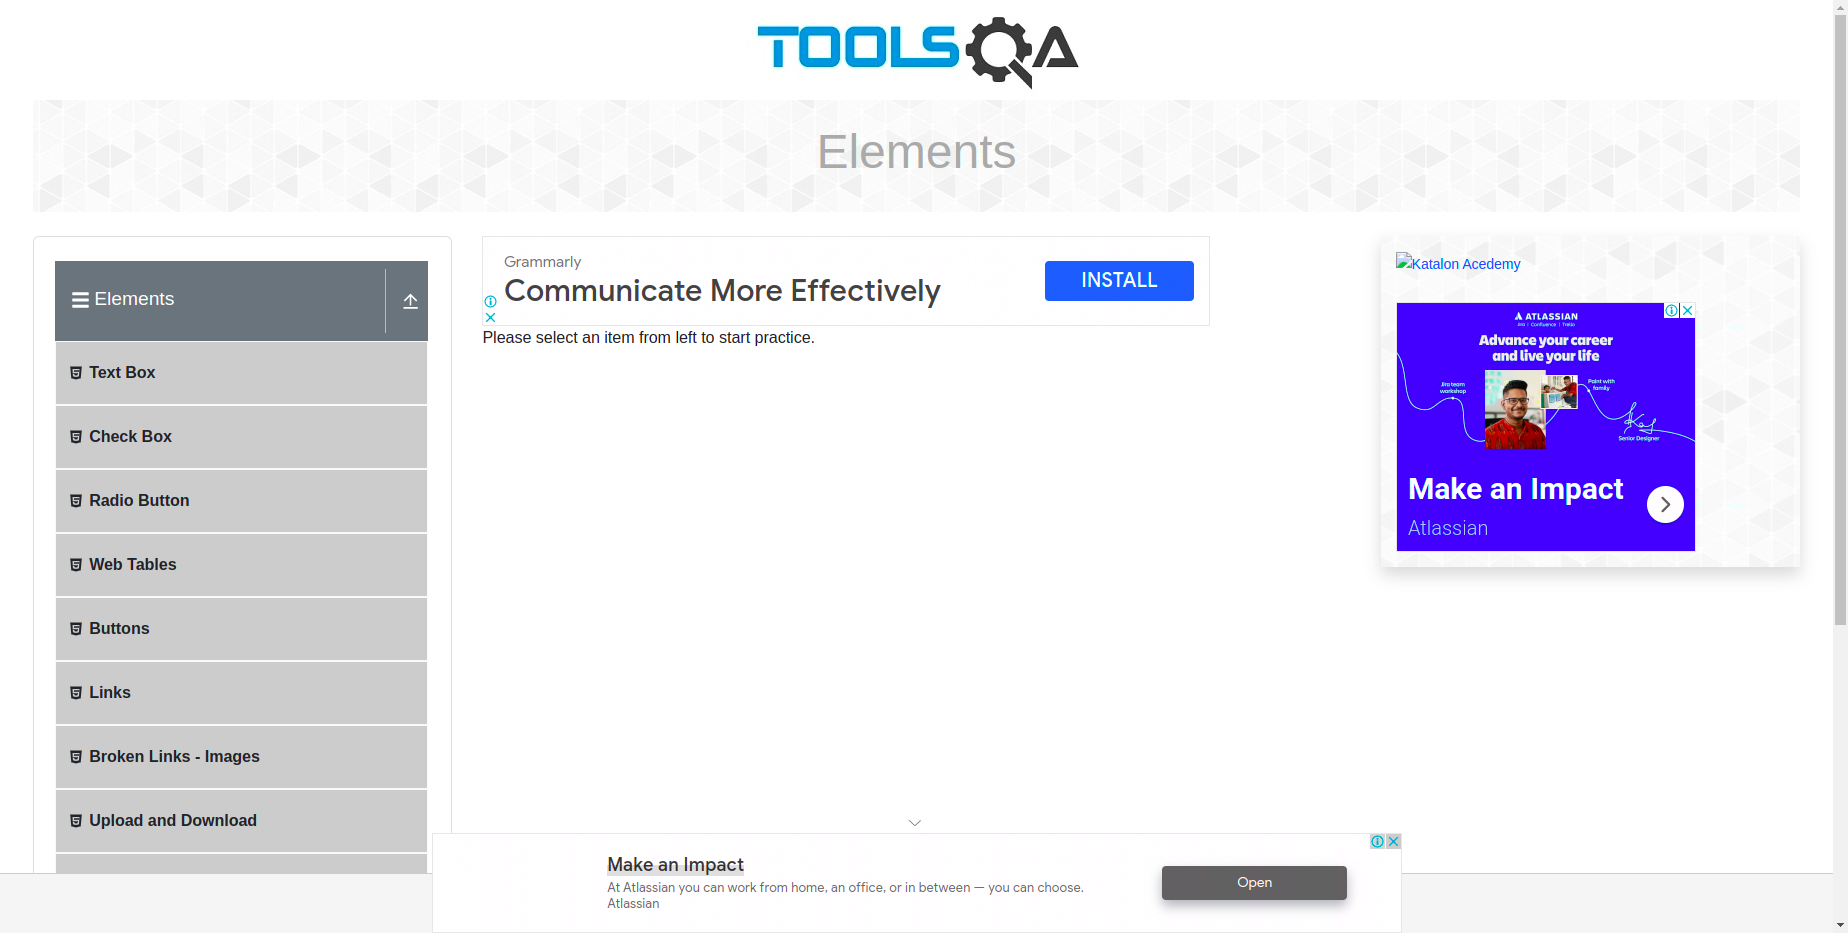 TOOLSQA
Elements
Elements
Text Box
Check Box
Radio Button
Web Tables
Buttons
Links
Broken Links - Images
Upload and Download
Grammarly
Communicate More Effectively
INSTALL
Please select an item from left to start practice.
Katalon Acedemy
ATLASSIAN
Jira | Confluence | Trello
Advance your career
and live your life
Jira team
workshop
Paint with
family
Senior Designer
Make an Impact
Atlassian
Make an Impact
At Atlassian you can work from home, an office, or in between — you can choose.
Atlassian
Open